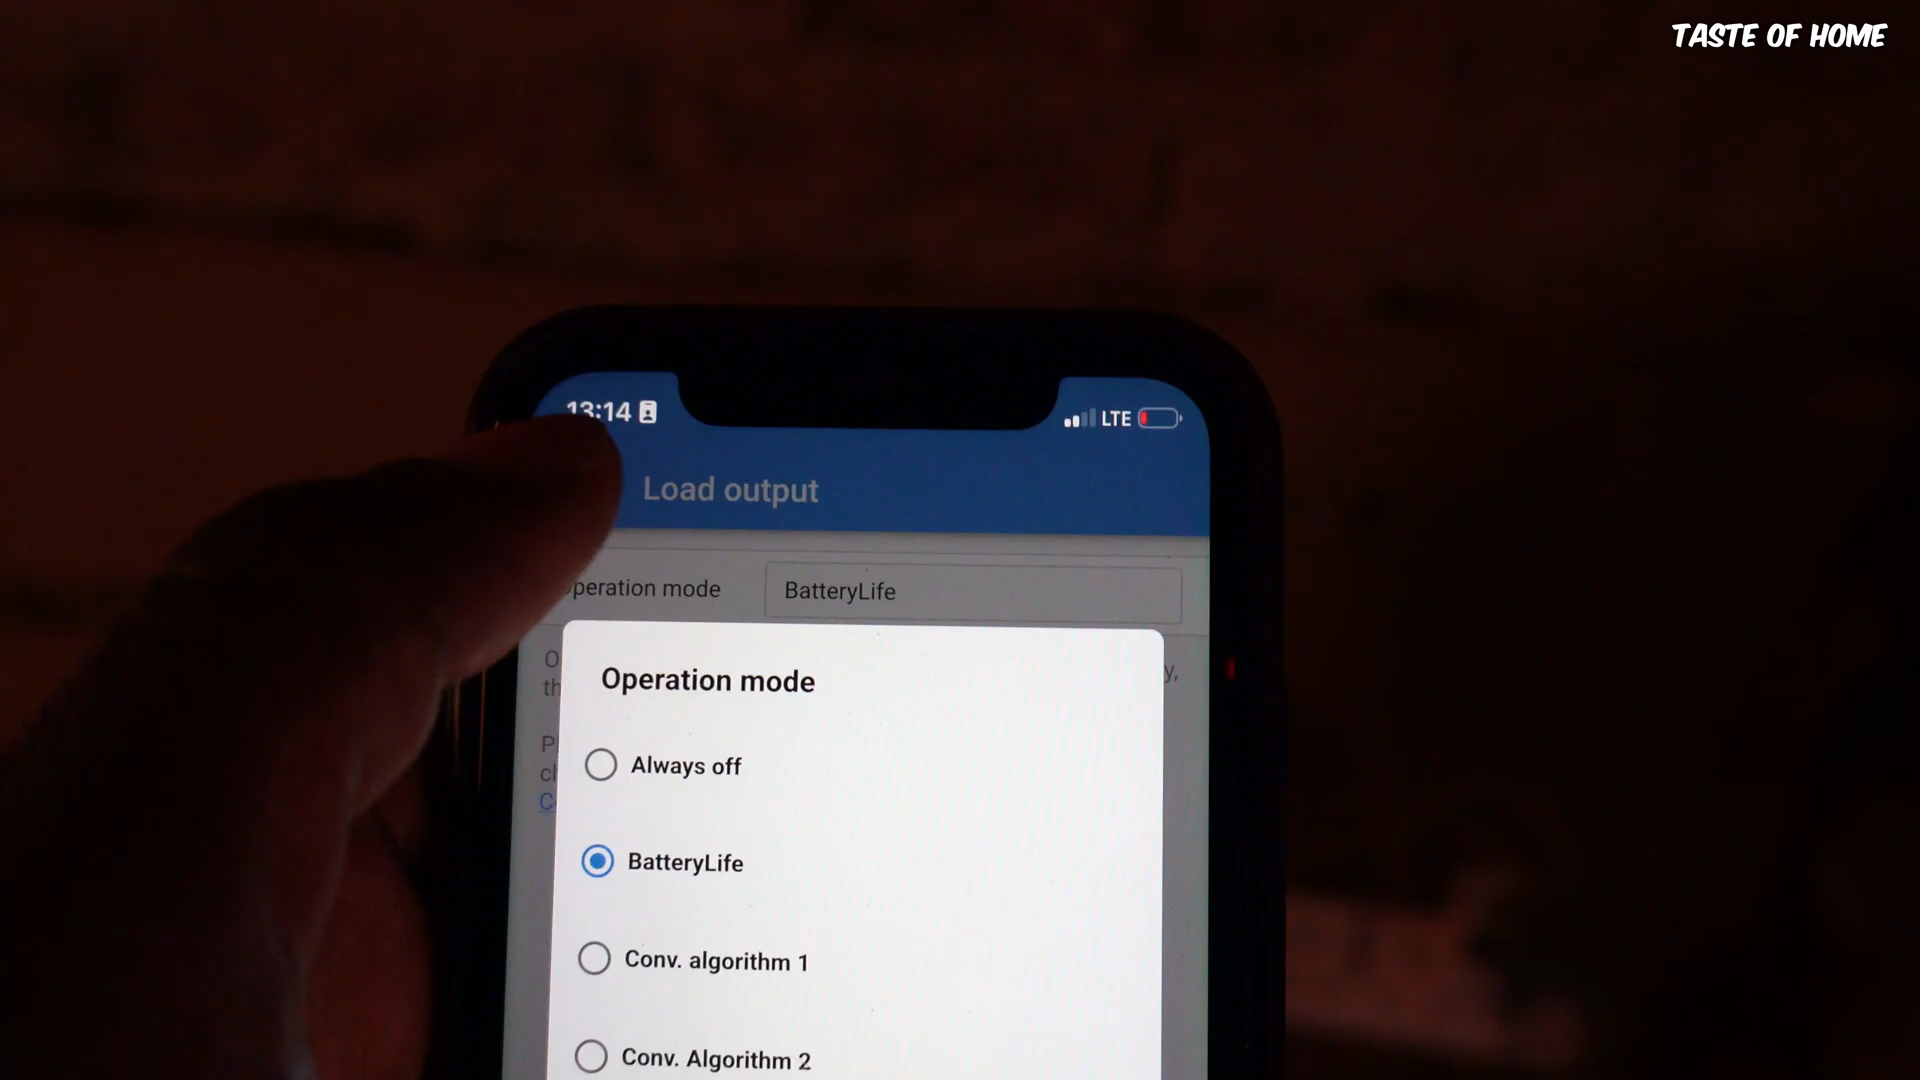 TASTE OF HOME
13:14
LTE
Load output
peration mode
BatteryLife
Operation mode
Always off
BatteryLife
Conv. algorithm 1
Conv. Algorithm 2